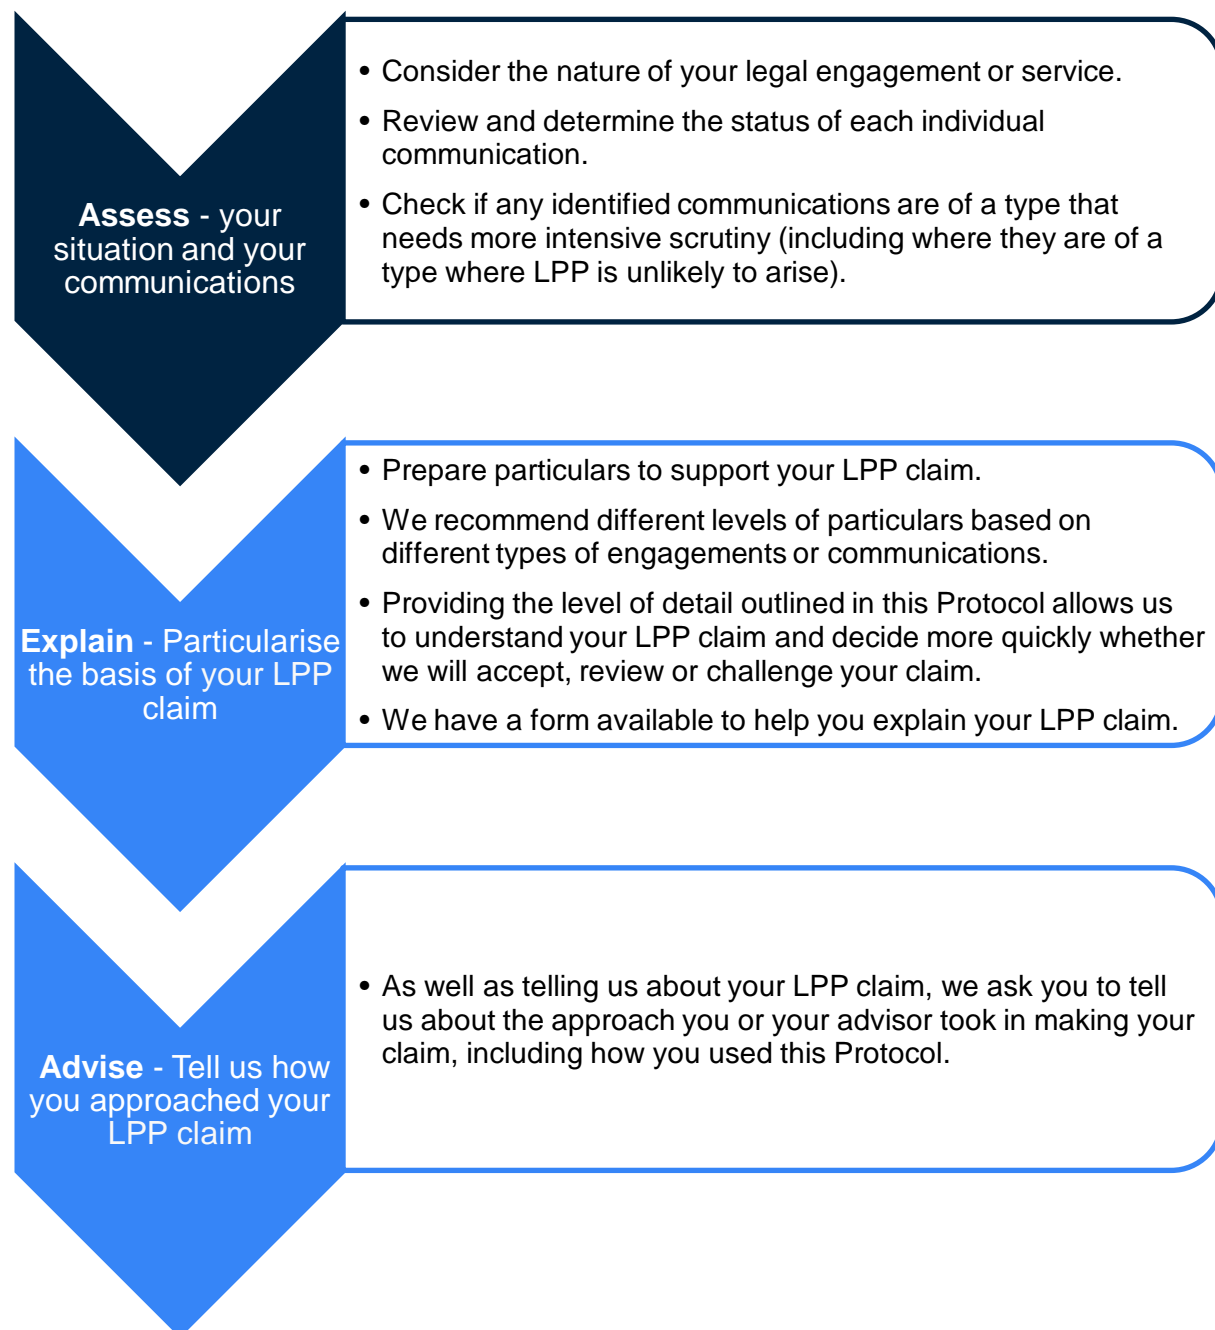 Assess - your
situation and your
communications
• Consider the nature of your legal engagement or service.
• Review and determine the status of each individual
communication.
• Check if any identified communications are of a type that
needs more intensive scrutiny (including where they are of a
type where LPP is unlikely to arise).
Explain - Particularise
the basis of your LPP
claim
• Prepare particulars to support your LPP claim.
• We recommend different levels of particulars based on
different types of engagements or communications.
• Providing the level of detail outlined in this Protocol allows us
to understand your LPP claim and decide more quickly whether
we will accept, review or challenge your claim.
• We have a form available to help you explain your LPP claim.
Advise - Tell us how
you approached your
LPP claim
• As well as telling us about your LPP claim, we ask you to tell
us about the approach you or your advisor took in making your
claim, including how you used this Protocol.